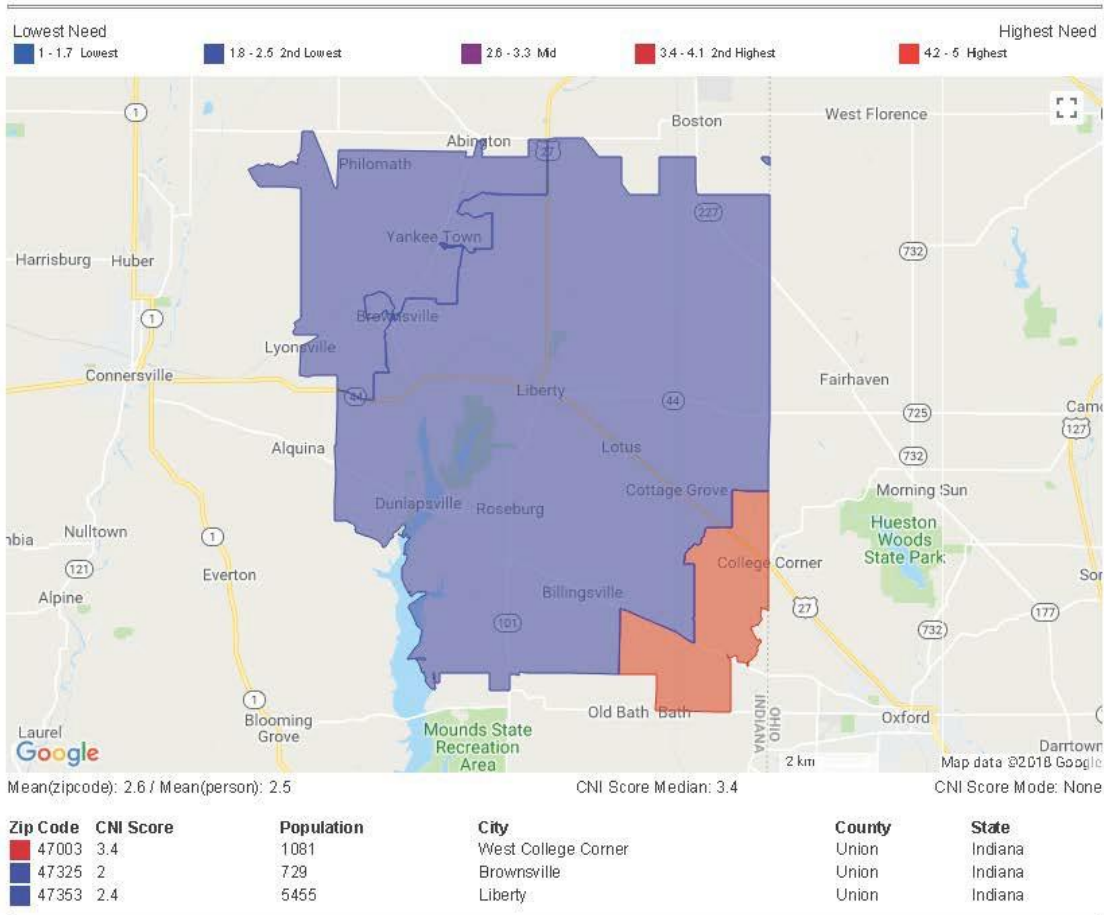 Lowest Need Highest Need
1 - 1.7 Lowest 1.8 - 2.5 2nd Lowest 2.6 - 3.3 Mid 3.4 - 4.1 2nd Highest 4.2 - 5 Highest
1
Boston
West Florence
Abington
27
Philomath
227
Yankee Town
732
Harrisburg Huber
1
Brownsville
Lyonsville
Connersville
Fairhaven
44
Liberty
44
725
127
Alquina
Lotus
732
Cottage Grove
Morning Sun
Dunlapsville
Roseburg
Hueston
Woods
State Park
Nulltown
1
121
College Corner
Everton
Alpine
Billingsville
27
177
101
732
1
Old Bath Bath
OHIO
INDIANA
Oxford
Blooming
Grove
Laurel
Mounds State
Recreation
Area
Darrtown
Google
2 km
Map data ©2018 Google
Mean(zipcode): 2.6 / Mean(person): 2.5 CNI Score Median: 3.4 CNI Score Mode: None
Zip Code CNI Score Population City County State
47003 3.4 1081 West College Corner Union Indiana
47325 2 729 Brownsville Union Indiana
47353 2.4 5455 Liberty Union Indiana